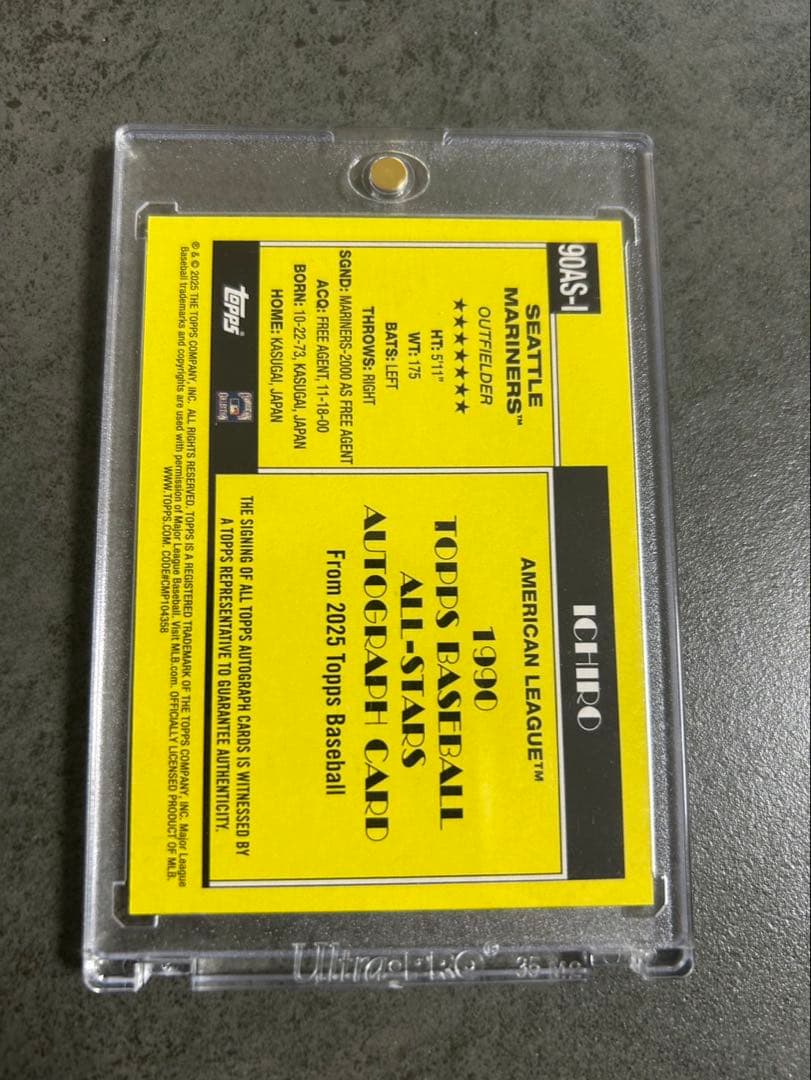 90AS-I
ICHIRO
SEATTLE
MARINERS™
OUTFIELDER
★★★★★★★
HT: 5'11"
WT: 175
BATS: LEFT
THROWS: RIGHT
SGND: MARINERS-2000 AS FREE AGENT
ACQ: FREE AGENT, 11-18-00
BORN: 10-22-73, KASUGAI, JAPAN
HOME: KASUGAI, JAPAN
topps®
AMERICAN LEAGUE™
1990
TOPPS BASEBALL
ALL-STARS
AUTOGRAPH CARD
From 2025 Topps Baseball
THE SIGNING OF ALL TOPPS AUTOGRAPH CARDS IS WITNESSED BY
A TOPPS REPRESENTATIVE TO GUARANTEE AUTHENTICITY.
® & © 2025 THE TOPPS COMPANY, INC. ALL RIGHTS RESERVED. TOPPS IS A REGISTERED TRADEMARK OF THE TOPPS COMPANY, INC. Major League
Baseball trademarks and copyrights are used with permission of Major League Baseball. Visit MLB.com. OFFICIALLY LICENSED PRODUCT OF MLB.
WWW.TOPPS.COM. CODE#CMP104358
Ultra·PRO®
35